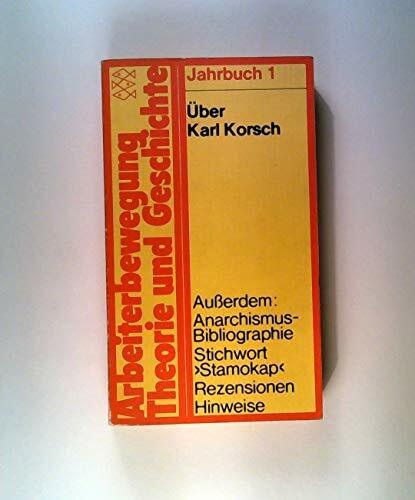 Arbeiterbewegung
Theorie und Geschichte
Jahrbuch 1
Über
Karl Korsch
Außerdem:
Anarchismus-
Bibliographie
Stichwort
›Stamokap‹
Rezensionen
Hinweise